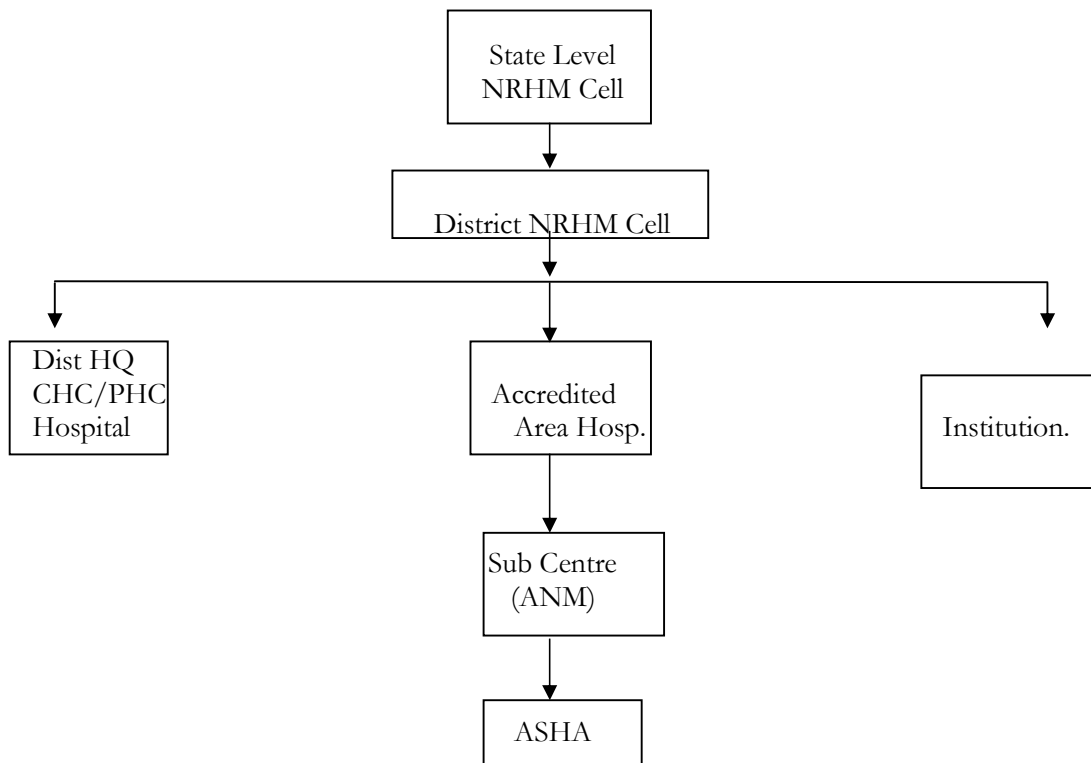 State Level
NRHM Cell
District NRHM Cell
Dist HQ
CHC/PHC
Hospital
Accredited
Area Hosp.
Institution.
Sub Centre
(ANM)
ASHA